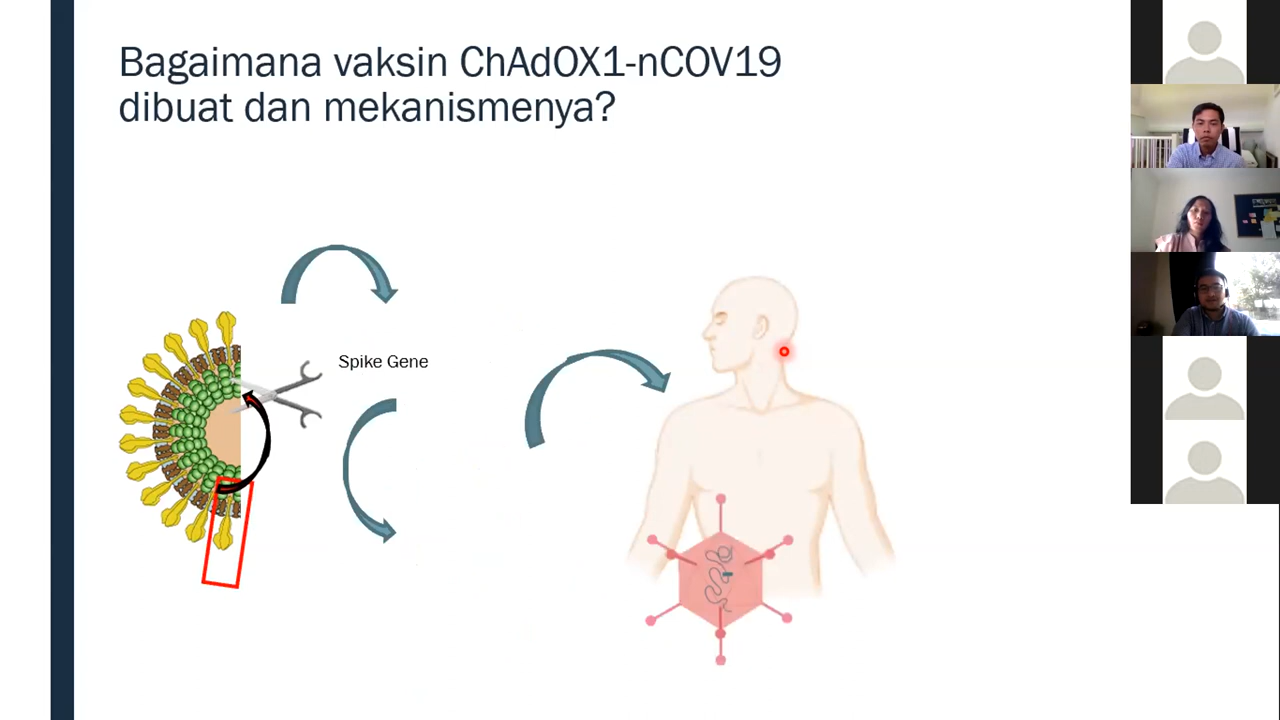 Bagaimana vaksin ChAdOX1-nCOV19
dibuat dan mekanismenya?
Spike Gene